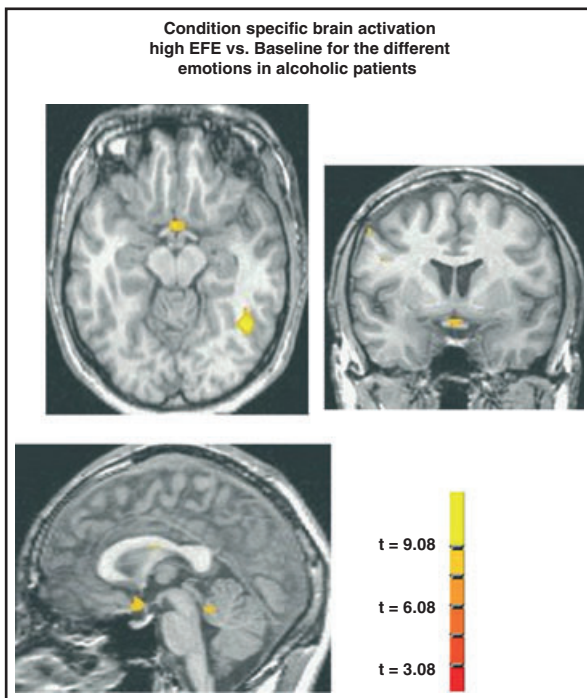 Condition specific brain activation
high EFE vs. Baseline for the different
emotions in alcoholic patients
t = 9.08
t = 6.08
t = 3.08